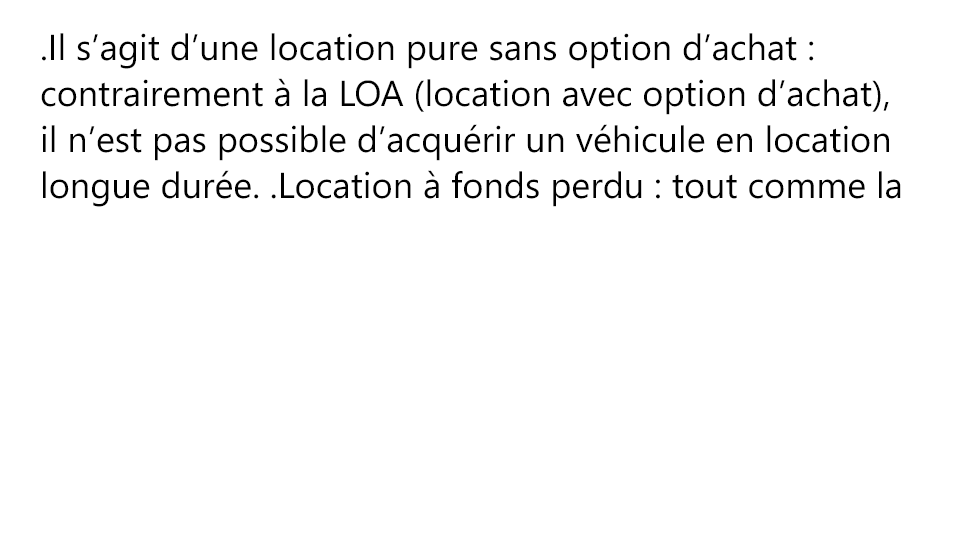 .Il s’agit d’une location pure sans option d’achat :
contrairement à la LOA (location avec option d’achat),
il n’est pas possible d’acquérir un véhicule en location
longue durée. .Location à fonds perdu : tout comme la